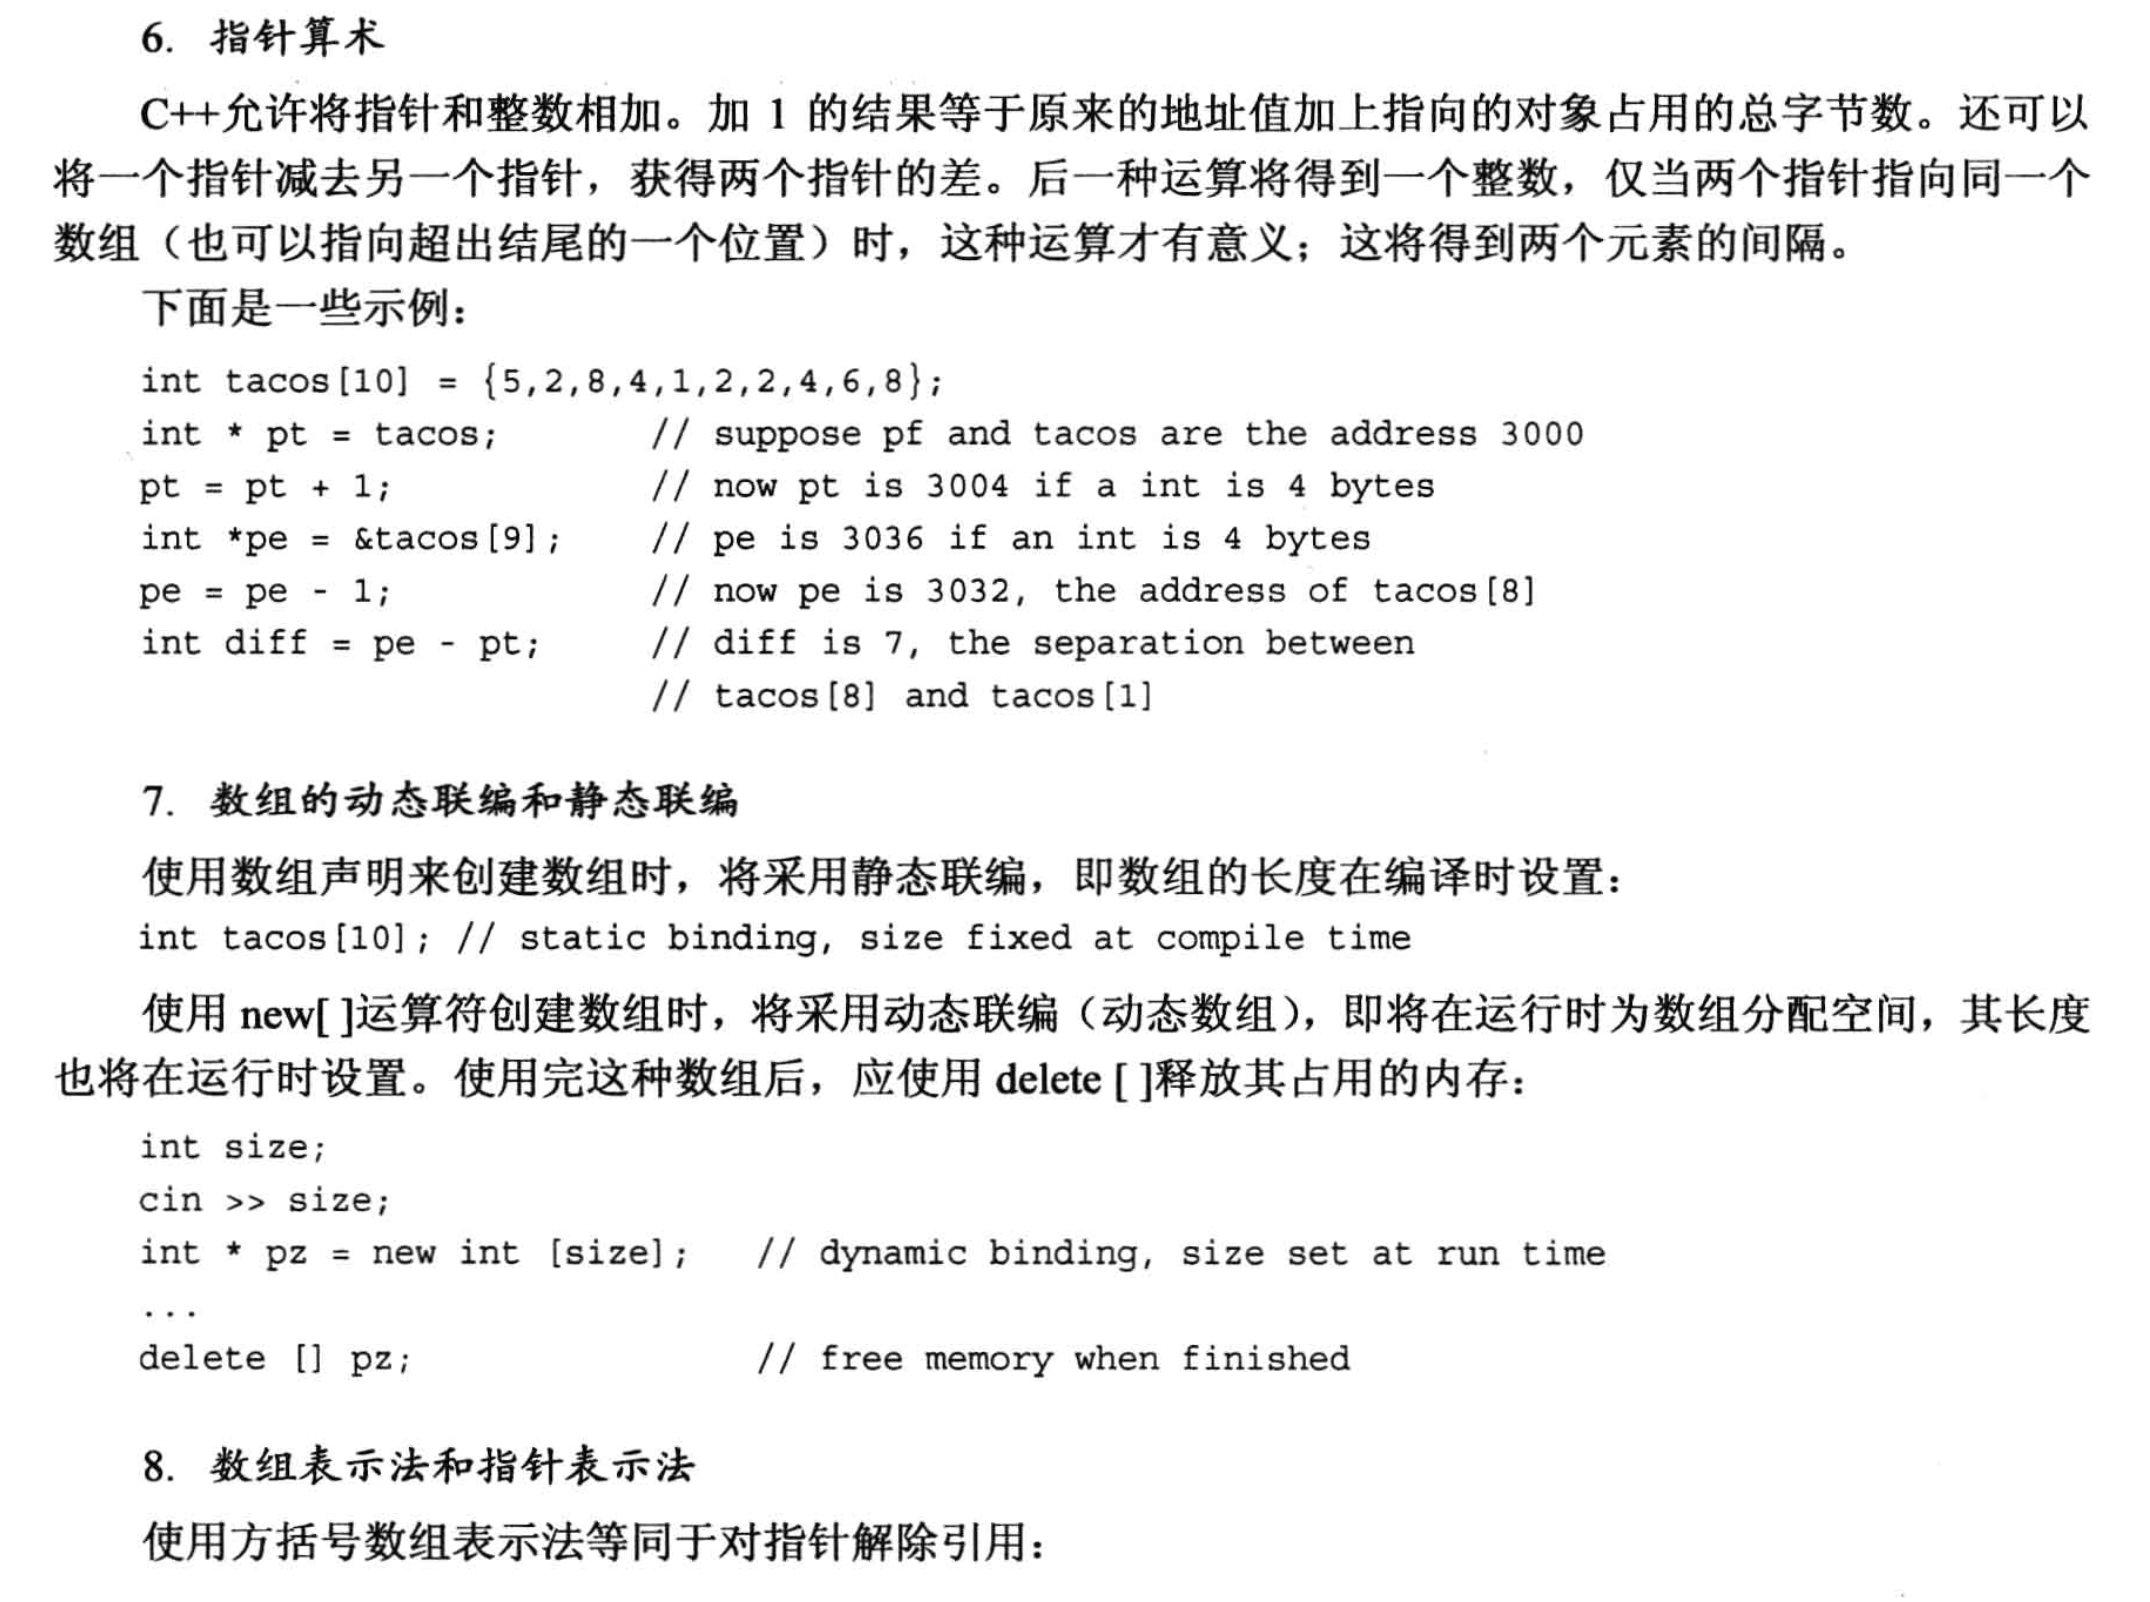 6. 指针算术
C++允许将指针和整数相加。加 1 的结果等于原来的地址值加上指向的对象占用的总字节数。还可以
将一个指针减去另一个指针，获得两个指针的差。后一种运算将得到一个整数，仅当两个指针指向同一个
数组（也可以指向超出结尾的一个位置）时，这种运算才有意义；这将得到两个元素的间隔。
下面是一些示例：
int tacos[10] = {5,2,8,4,1,2,2,4,6,8};
int * pt = tacos; // suppose pf and tacos are the address 3000
pt = pt + 1; // now pt is 3004 if a int is 4 bytes
int *pe = &tacos[9]; // pe is 3036 if an int is 4 bytes
pe = pe - 1; // now pe is 3032, the address of tacos[8]
int diff = pe - pt; // diff is 7, the separation between
// tacos[8] and tacos[1]
7. 数组的动态联编和静态联编
使用数组声明来创建数组时，将采用静态联编，即数组的长度在编译时设置：
int tacos[10]; // static binding, size fixed at compile time
使用 new[ ]运算符创建数组时，将采用动态联编（动态数组），即将在运行时为数组分配空间，其长度
也将在运行时设置。使用完这种数组后，应使用 delete [ ]释放其占用的内存：
int size;
cin >> size;
int * pz = new int [size]; // dynamic binding, size set at run time
...
delete [] pz; // free memory when finished
8. 数组表示法和指针表示法
使用方括号数组表示法等同于对指针解除引用：